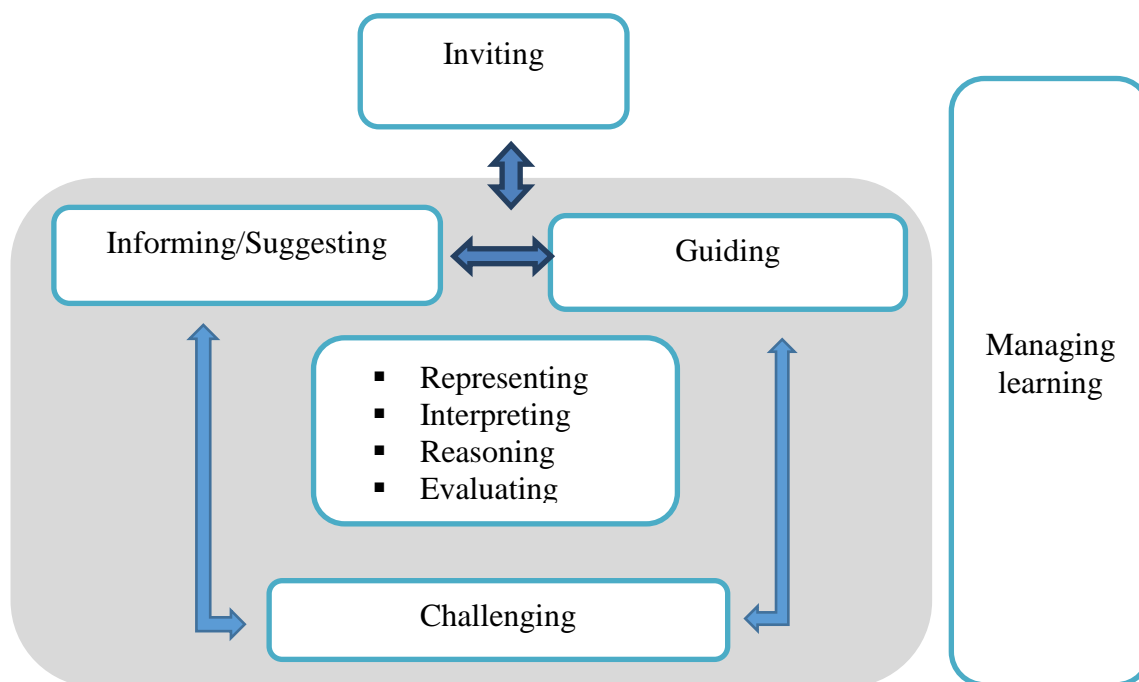 Inviting
Informing/Suggesting
Guiding
▪ Representing
▪ Interpreting
▪ Reasoning
▪ Evaluating
Managing
learning
Challenging